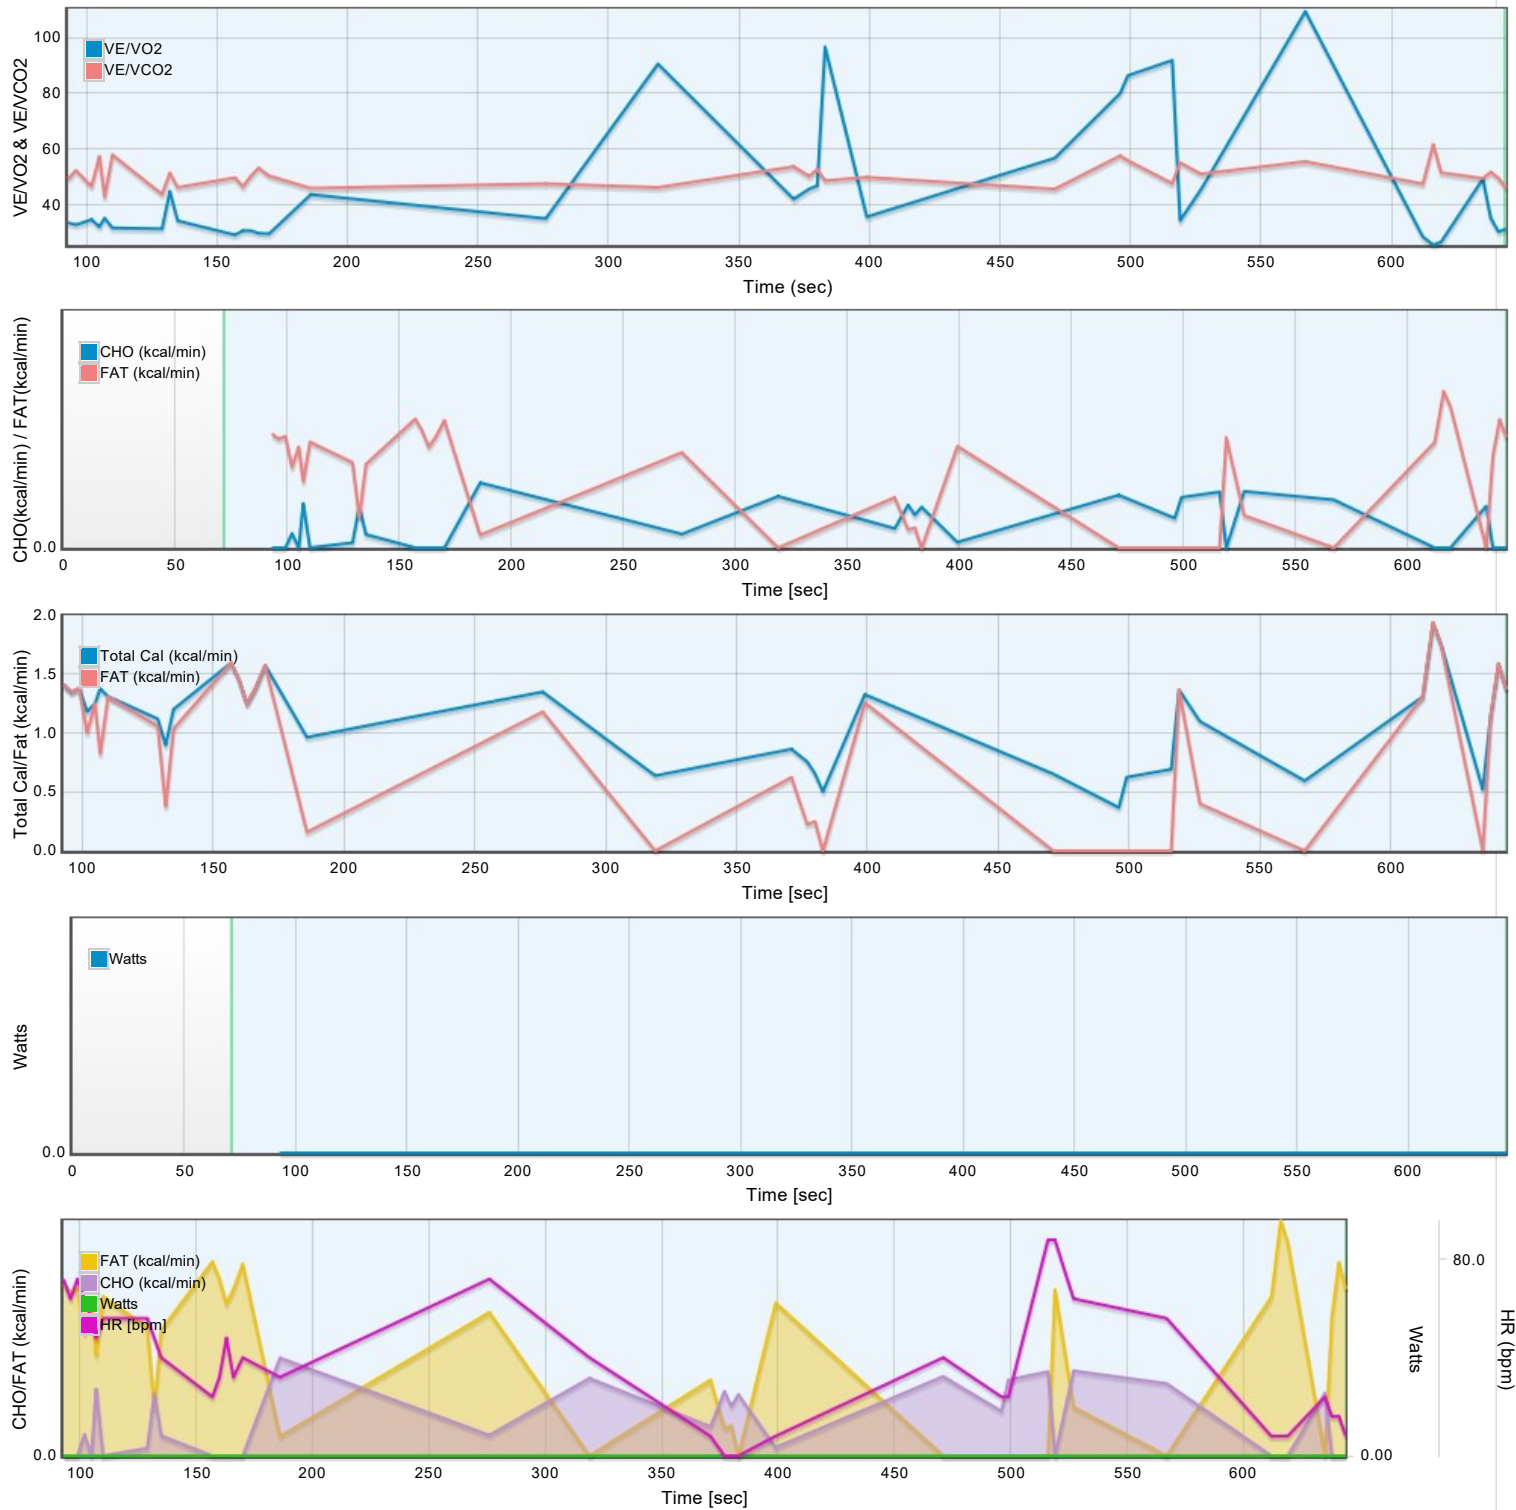 VE/VO2 & VE/VCO2
100
80
60
40
VE/VO2
VE/VCO2
100 150 200 250 300 350 400 450 500 550 600
Time (sec)
CHO(kcal/min) / FAT(kcal/min)
CHO (kcal/min)
FAT (kcal/min)
0.0
0 50 100 150 200 250 300 350 400 450 500 550 600
Time [sec]
Total Cal/Fat (kcal/min)
2.0
1.5
1.0
0.5
0.0
Total Cal (kcal/min)
FAT (kcal/min)
100 150 200 250 300 350 400 450 500 550 600
Time [sec]
Watts
Watts
0.0
0 50 100 150 200 250 300 350 400 450 500 550 600
Time [sec]
CHO/FAT (kcal/min)
FAT (kcal/min)
CHO (kcal/min)
Watts
HR [bpm]
0.0
80.0
0.00
Watts
HR (bpm)
100 150 200 250 300 350 400 450 500 550 600
Time [sec]